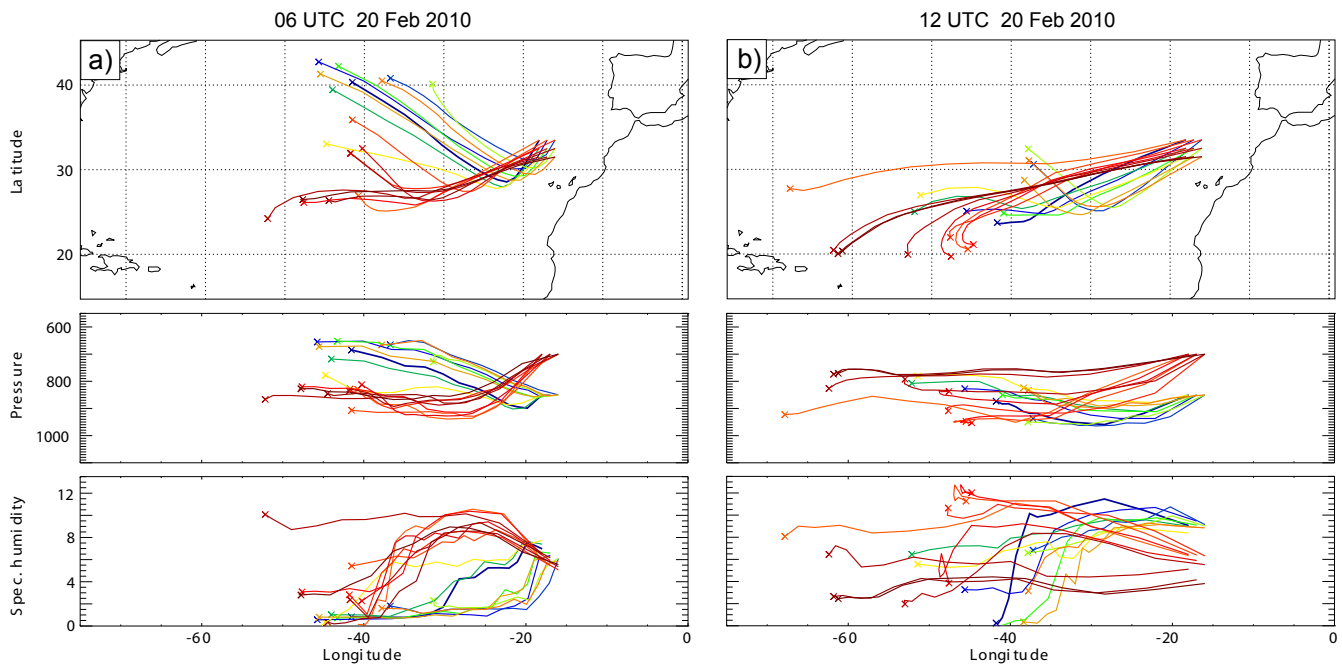 06 UTC 20 Feb 2010
12 UTC 20 Feb 2010
a)
b)
Latitude
40
30
20
Pressure
600
800
1000
Spec. humidity
12
8
4
0
-60
-40
-20
0
-60
-40
-20
0
Longitude
Longitude